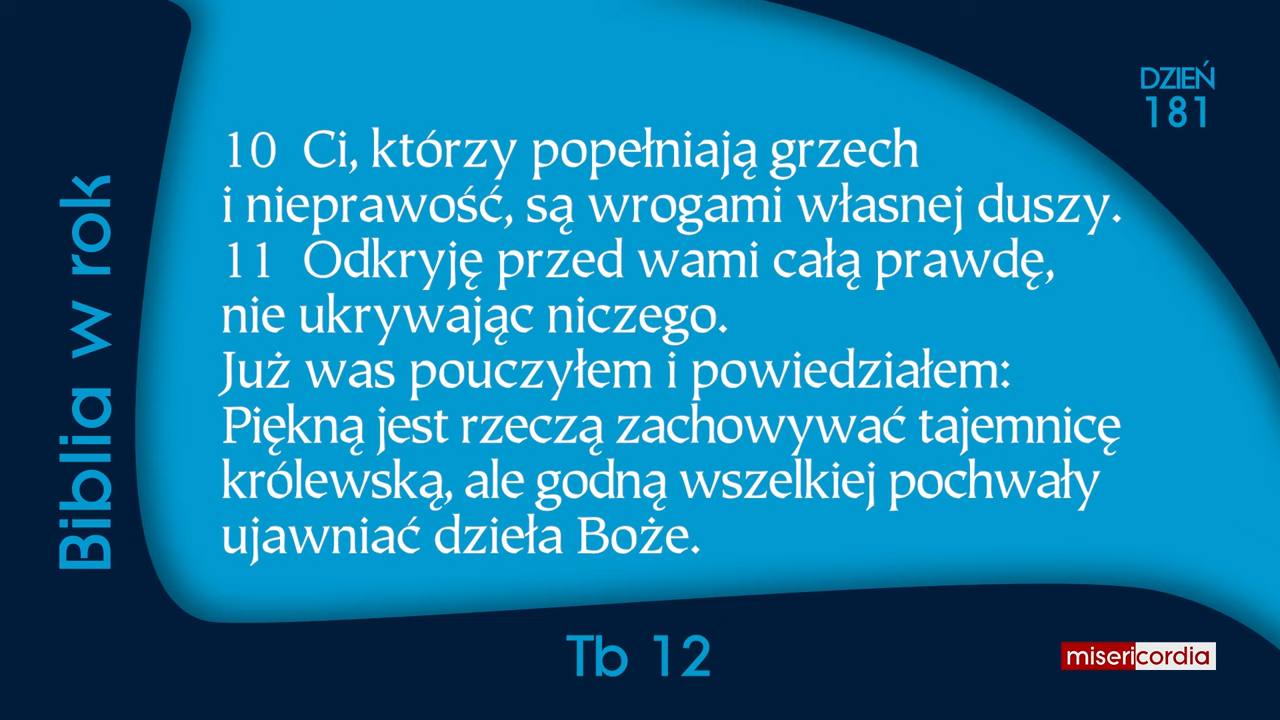 DZIEŃ
181
Biblia w rok
10 Ci, którzy popełniają grzech
i nieprawość, są wrogami własnej duszy.
11 Odkryję przed wami całą prawdę,
nie ukrywając niczego.
Już was pouczyłem i powiedziałem:
Piękną jest rzeczą zachowywać tajemnicę
królewską, ale godną wszelkiej pochwały
ujawniać dzieła Boże.
Tb 12
misericordia